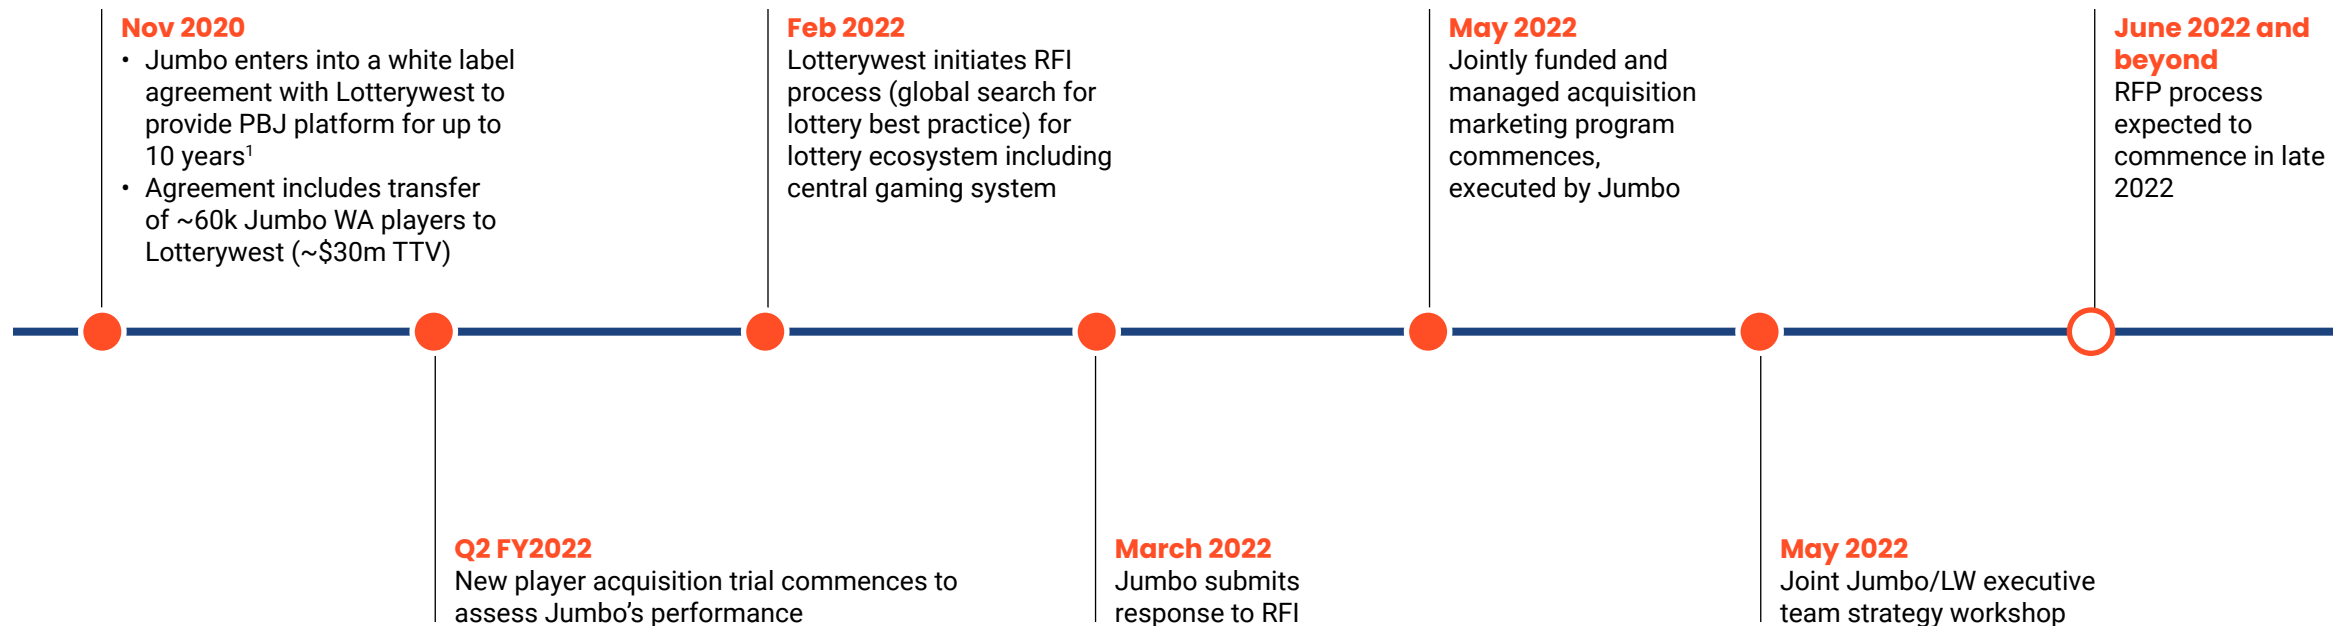 Nov 2020
• Jumbo enters into a white label
agreement with Lotterywest to
provide PBJ platform for up to
10 years¹
• Agreement includes transfer
of ~60k Jumbo WA players to
Lotterywest (~$30m TTV)
Q2 FY2022
New player acquisition trial commences to
assess Jumbo’s performance
Feb 2022
Lotterywest initiates RFI
process (global search for
lottery best practice) for
lottery ecosystem including
central gaming system
March 2022
Jumbo submits
response to RFI
May 2022
Jointly funded and
managed acquisition
marketing program
commences,
executed by Jumbo
May 2022
Joint Jumbo/LW executive
team strategy workshop
June 2022 and
beyond
RFP process
expected to
commence in late
2022